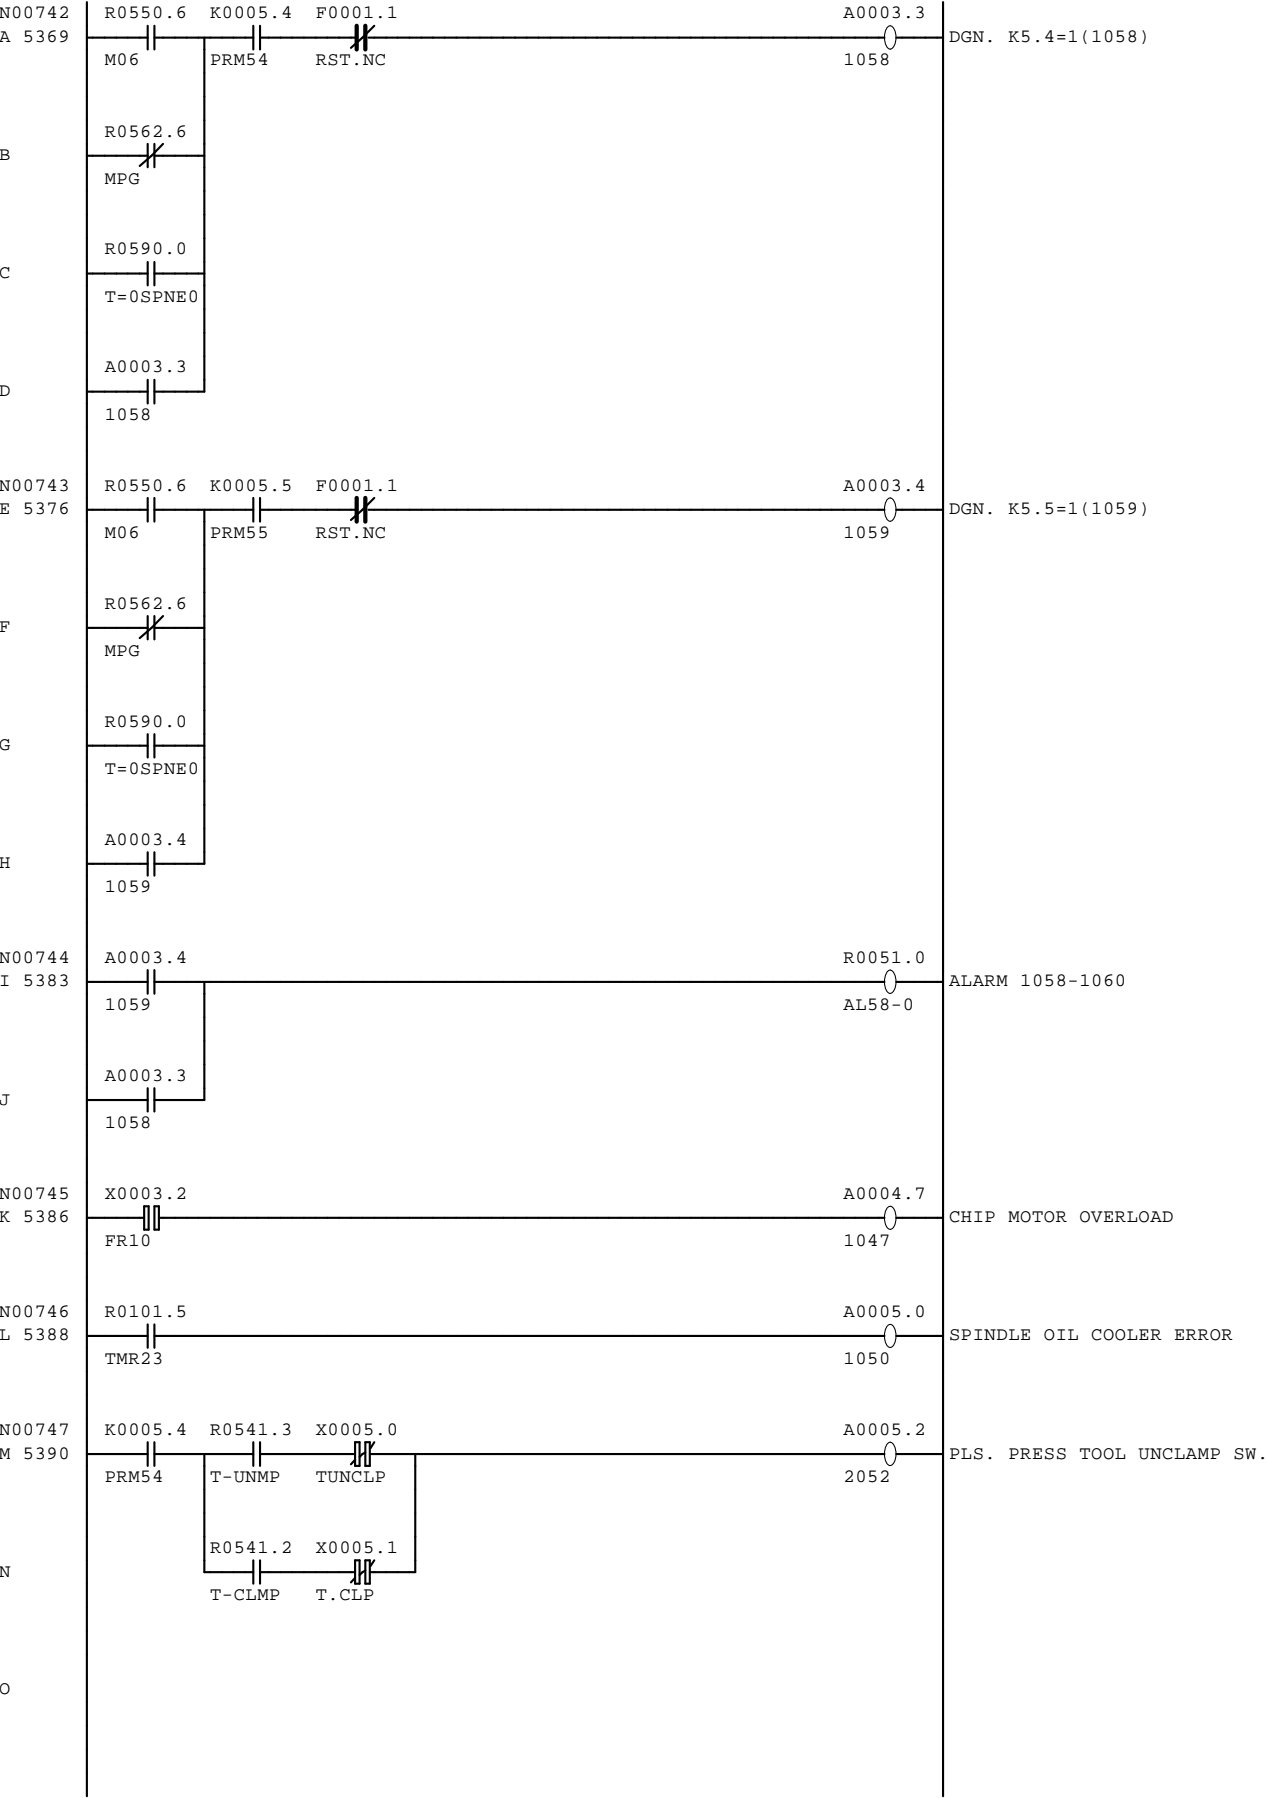 N00742 R0550.6 K0005.4 F0001.1 A0003.3
A 5369 DGN. K5.4=1(1058)
M06 PRM54 RST.NC 1058
R0562.6
B
MPG
R0590.0
C
T=0SPNE0
A0003.3
D
1058
N00743 R0550.6 K0005.5 F0001.1 A0003.4
E 5376 DGN. K5.5=1(1059)
M06 PRM55 RST.NC 1059
R0562.6
F
MPG
R0590.0
G
T=0SPNE0
A0003.4
H
1059
N00744 A0003.4 R0051.0
I 5383 ALARM 1058-1060
1059 AL58-0
A0003.3
J
1058
N00745 X0003.2 A0004.7
K 5386 CHIP MOTOR OVERLOAD
FR10 1047
N00746 R0101.5 A0005.0
L 5388 SPINDLE OIL COOLER ERROR
TMR23 1050
N00747 K0005.4 R0541.3 X0005.0 A0005.2
M 5390 PLS. PRESS TOOL UNCLAMP SW.
PRM54 T-UNMP TUNCLP 2052
R0541.2 X0005.1
N
T-CLMP T.CLP
O